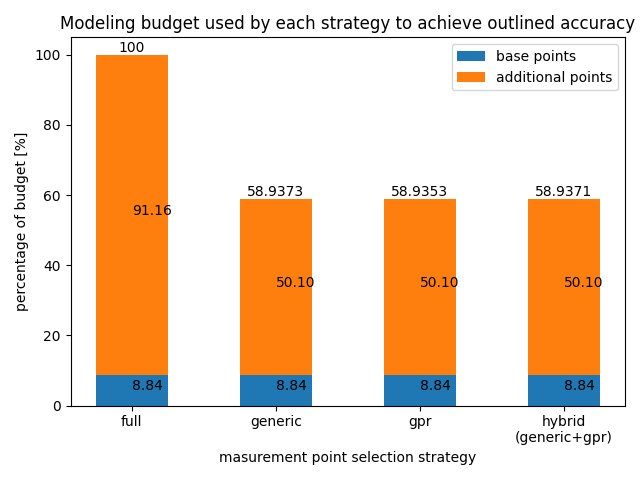 Modeling budget used by each strategy to achieve outlined accuracy
base points
additional points
percentage of budget [%]
100
80
60
40
20
0
100
91.16
8.84
58.9373
50.10
8.84
58.9353
50.10
8.84
58.9371
50.10
8.84
full
generic
gpr
hybrid
(generic+gpr)
masurement point selection strategy